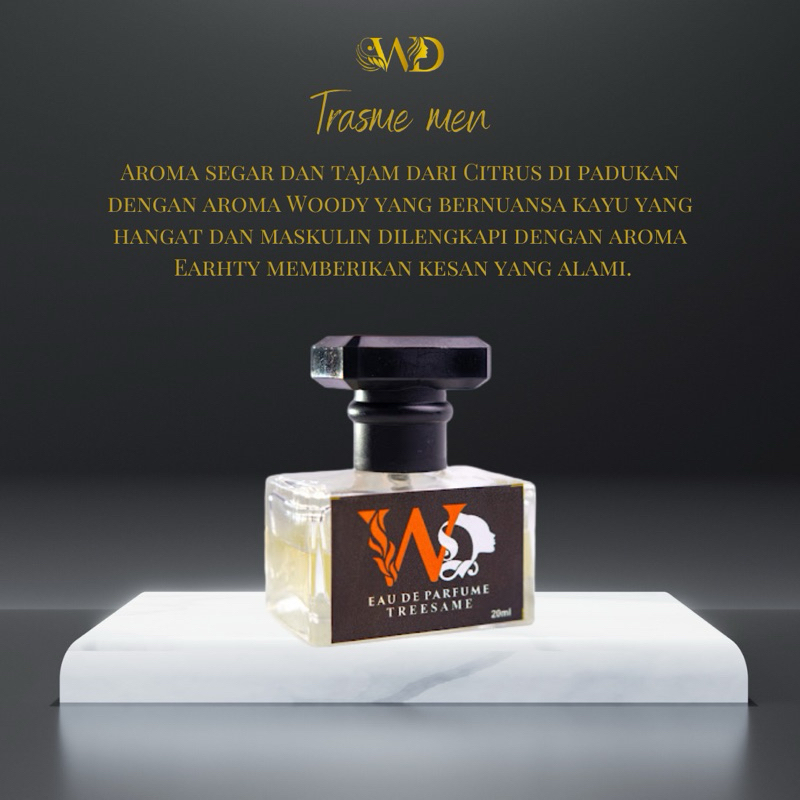 WD
Trasme men
Aroma segar dan tajam dari Citrus di padukan
dengan aroma Woody yang bernuansa kayu yang
hangat dan maskulin dilengkapi dengan aroma
Earhty memberikan kesan yang alami.
WD
EAU DE PARFUME
TREESAME
20ml